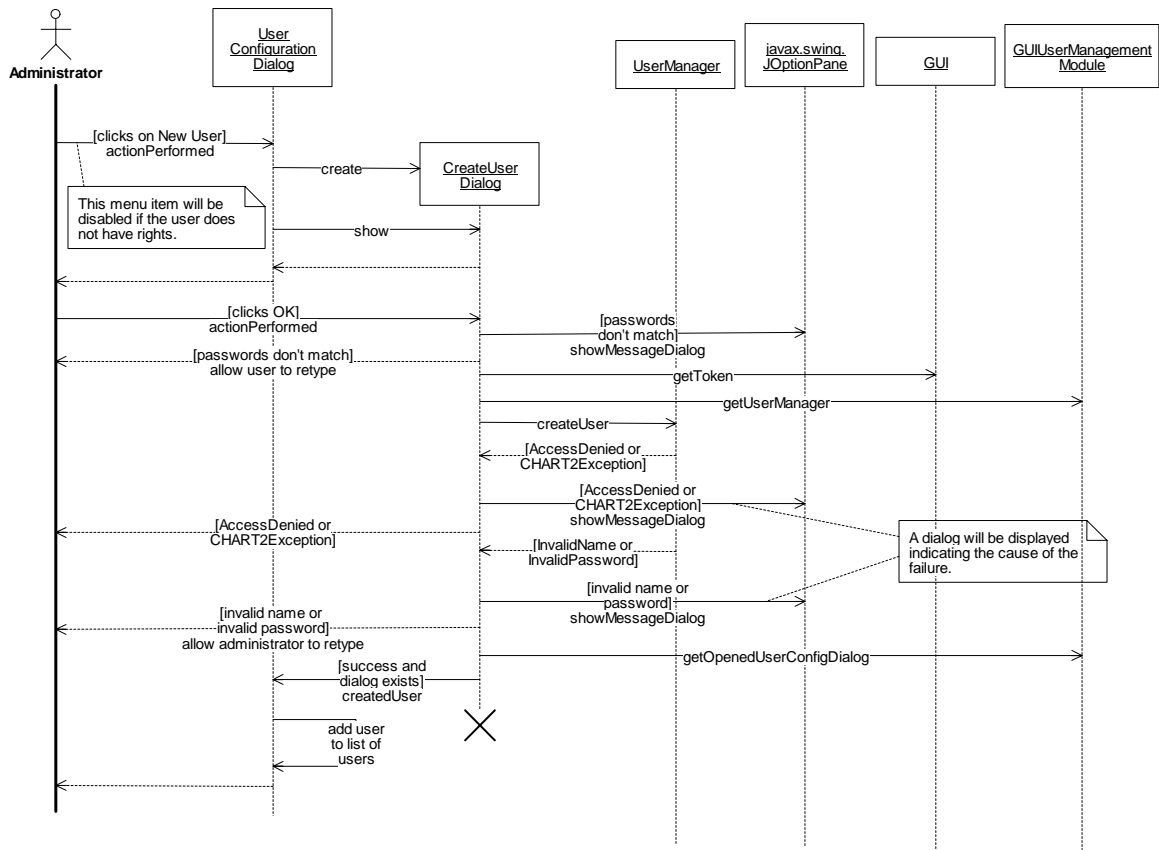 User
Configuration
Dialog
javax.swing.
JOptionPane
GUIUserManagement
Module
UserManager
GUI
Administrator
[clicks on New User]
actionPerformed
create
CreateUser
Dialog
This menu item will be
disabled if the user does
not have rights.
show
[clicks OK]
actionPerformed
[passwords
don't match]
showMessageDialog
[passwords don't match]
allow user to retype
getToken
getUserManager
createUser
[AccessDenied or
CHART2Exception]
[AccessDenied or
CHART2Exception]
showMessageDialog
[AccessDenied or
CHART2Exception]
A dialog will be displayed
indicating the cause of the
failure.
[InvalidName or
InvalidPassword]
[invalid name or
password]
showMessageDialog
[invalid name or
invalid password]
allow administrator to retype
getOpenedUserConfigDialog
[success and
dialog exists]
createdUser
add user
to list of
users